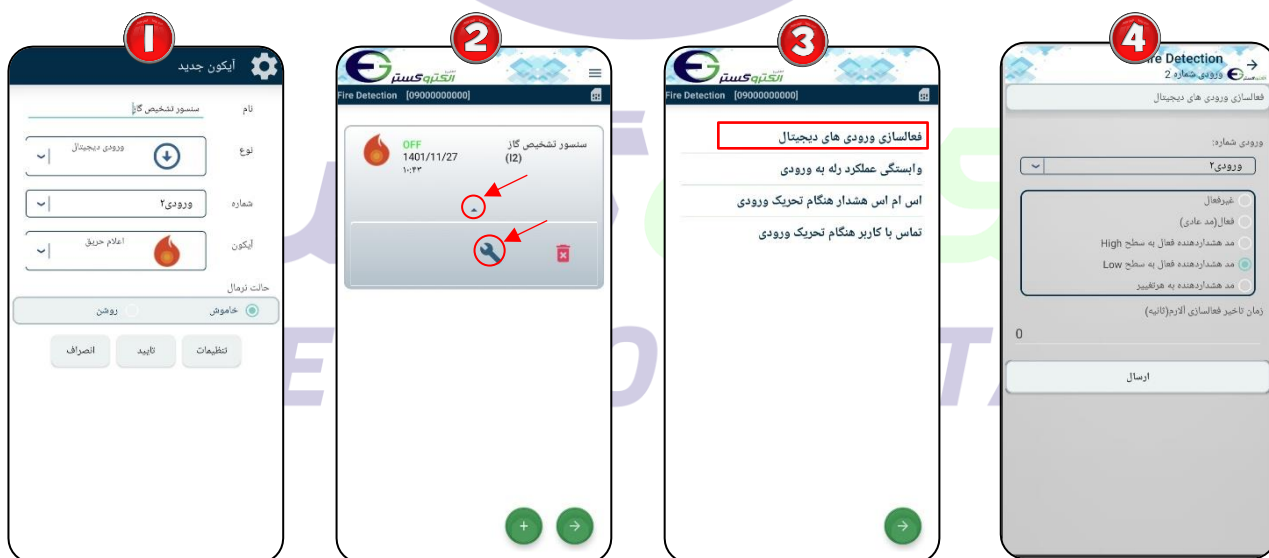 1
آیکون جدید
نام
سنسور تشخیص گاز
نوع
ورودی دیجیتال
شماره
ورودی۲
آیکون
اعلام حریق
حالت نرمال
خاموش
روشن
تنظیمات
تایید
انصراف
2
الکتروگستر
Fire Detection [09000000000]
سنسور تشخیص گاز
(I2)
OFF
1401/11/27
۱۰:۴۳
3
الکتروگستر
Fire Detection [09000000000]
فعالسازی ورودی های دیجیتال
وابستگی عملکرد رله به ورودی
اس ام اس هشدار هنگام تحریک ورودی
تماس با کاربر هنگام تحریک ورودی
4
re Detection
ورودی شماره 2
فعالسازی ورودی های دیجیتال
ورودی شماره:
ورودی۲
غیرفعال
فعال(مد عادی)
مد هشداردهنده فعال به سطح High
مد هشداردهنده فعال به سطح Low
مد هشداردهنده به هرتغییر
زمان تاخیر فعالسازی آلارم(ثانیه)
0
ارسال